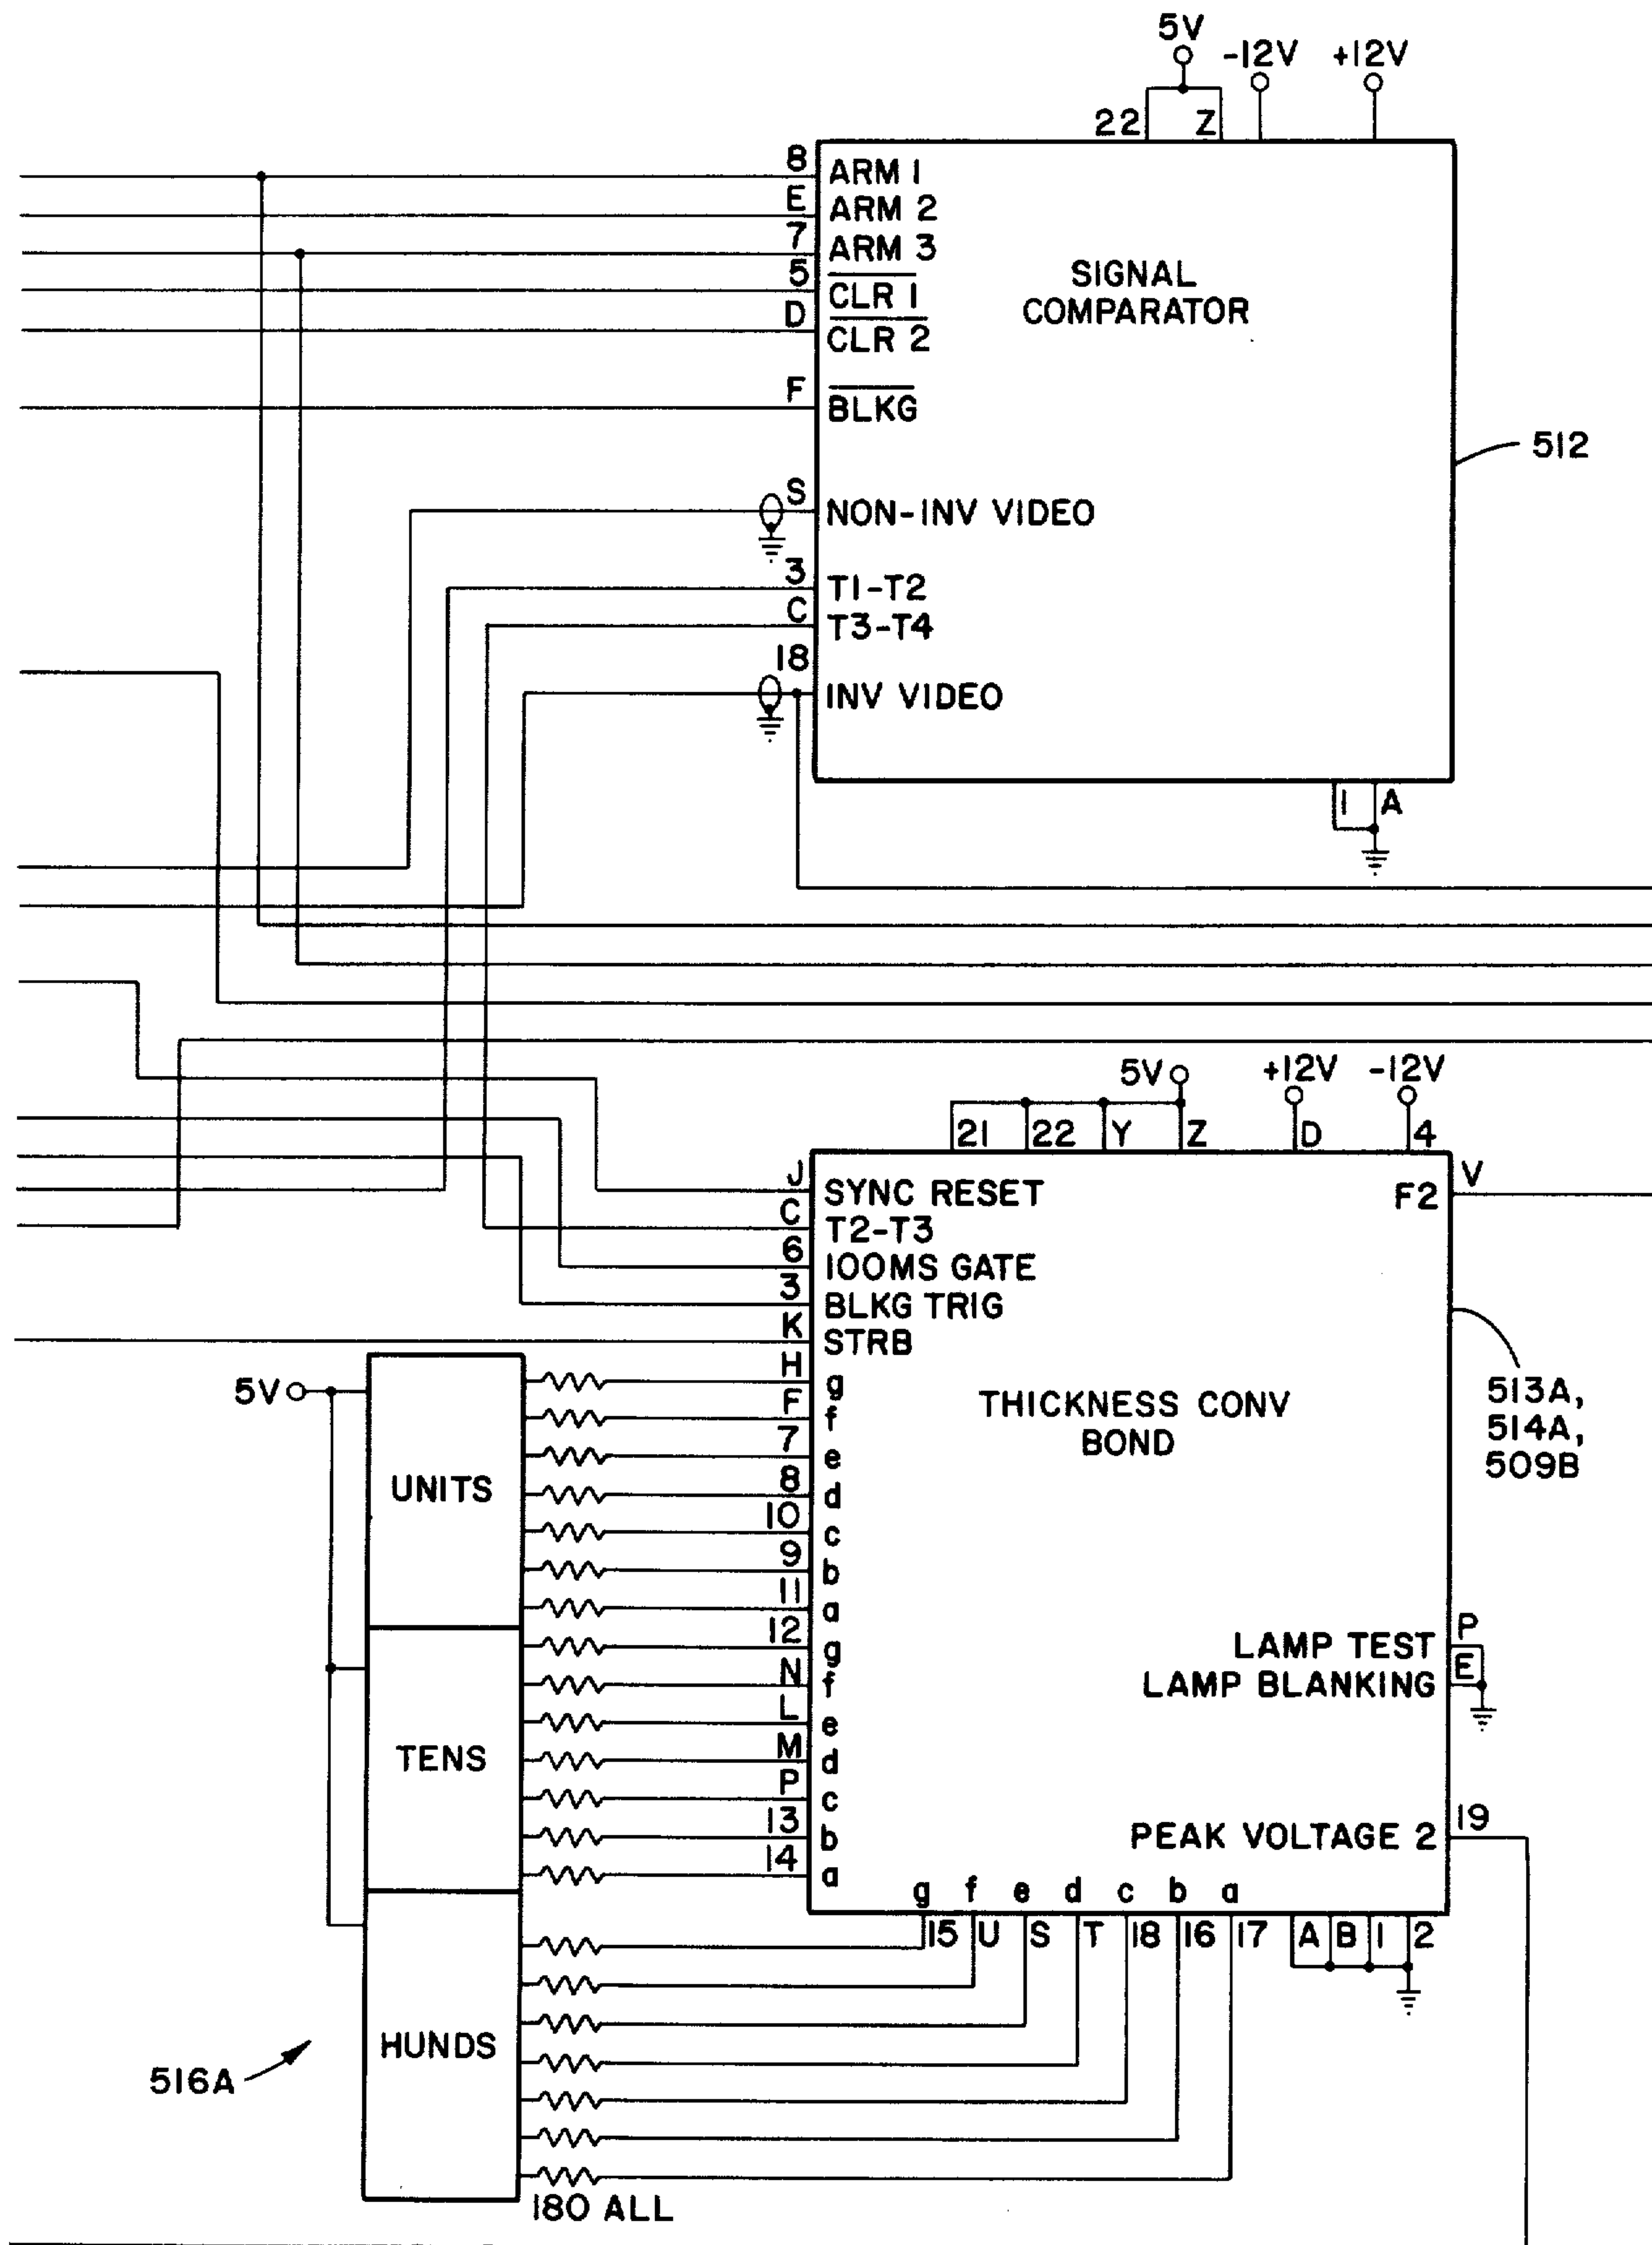 5V
-12V
+12V
22
Z
8
ARM 1
E
ARM 2
7
ARM 3
5
CLR 1
D
CLR 2
SIGNAL
COMPARATOR
F
BLKG
512
S
NON-INV VIDEO
3
T1-T2
C
T3-T4
18
INV VIDEO
1
A
5V
+12V
-12V
21
22
Y
Z
D
4
J
SYNC RESET
F2
V
C
T2-T3
6
100MS GATE
3
BLKG TRIG
K
STRB
5V
H
g
F
f
7
e
8
d
10
c
9
b
11
a
12
g
N
f
L
e
M
d
P
c
13
b
14
a
UNITS
TENS
HUNDS
THICKNESS CONV
BOND
513A,
514A,
509B
LAMP TEST
P
LAMP BLANKING
E
PEAK VOLTAGE 2
19
g
f
e
d
c
b
a
15
U
S
T
18
16
17
A
B
1
2
516A
180 ALL